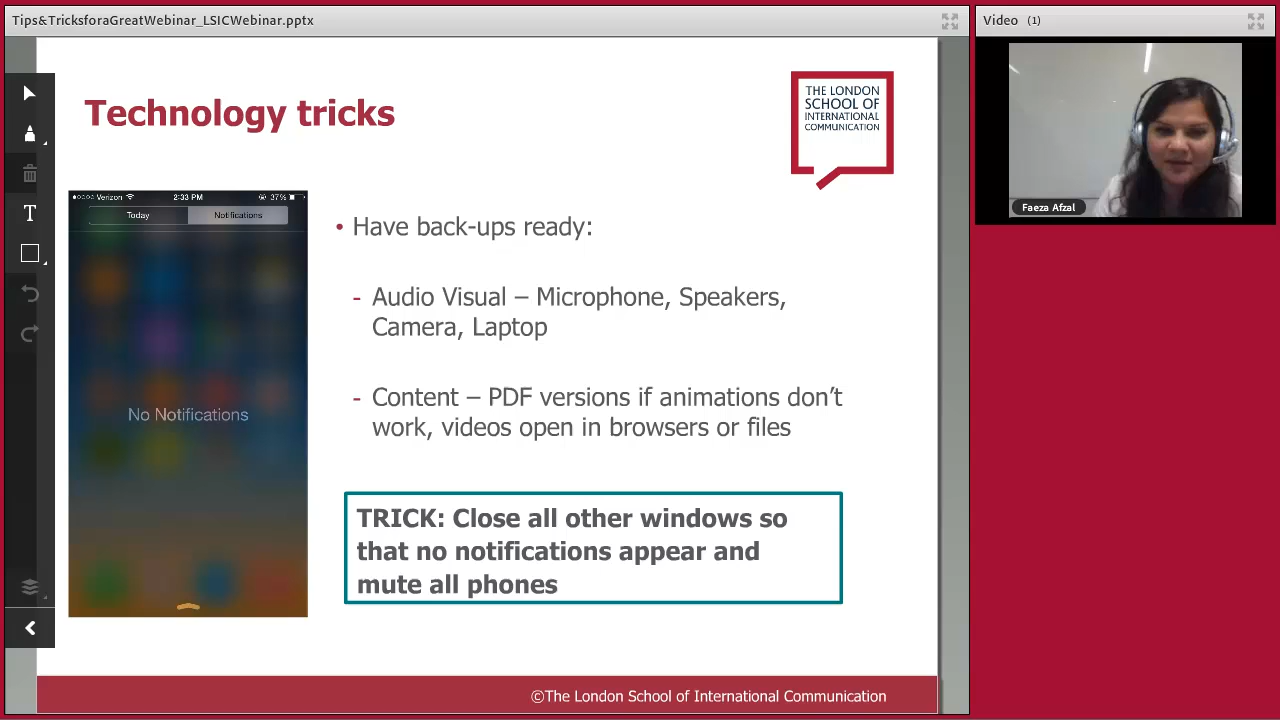 Tips&TricksforaGreatWebinar_LSICWebinar.pptx
Video (1)
Technology tricks
THE LONDON
SCHOOL OF
INTERNATIONAL
COMMUNICATION
Faeza Afzal
T
Verizon 2:33 PM 37%
Today Notifications
No Notifications
• Have back-ups ready:
- Audio Visual – Microphone, Speakers,
Camera, Laptop
- Content – PDF versions if animations don’t
work, videos open in browsers or files
TRICK: Close all other windows so
that no notifications appear and
mute all phones
©The London School of International Communication